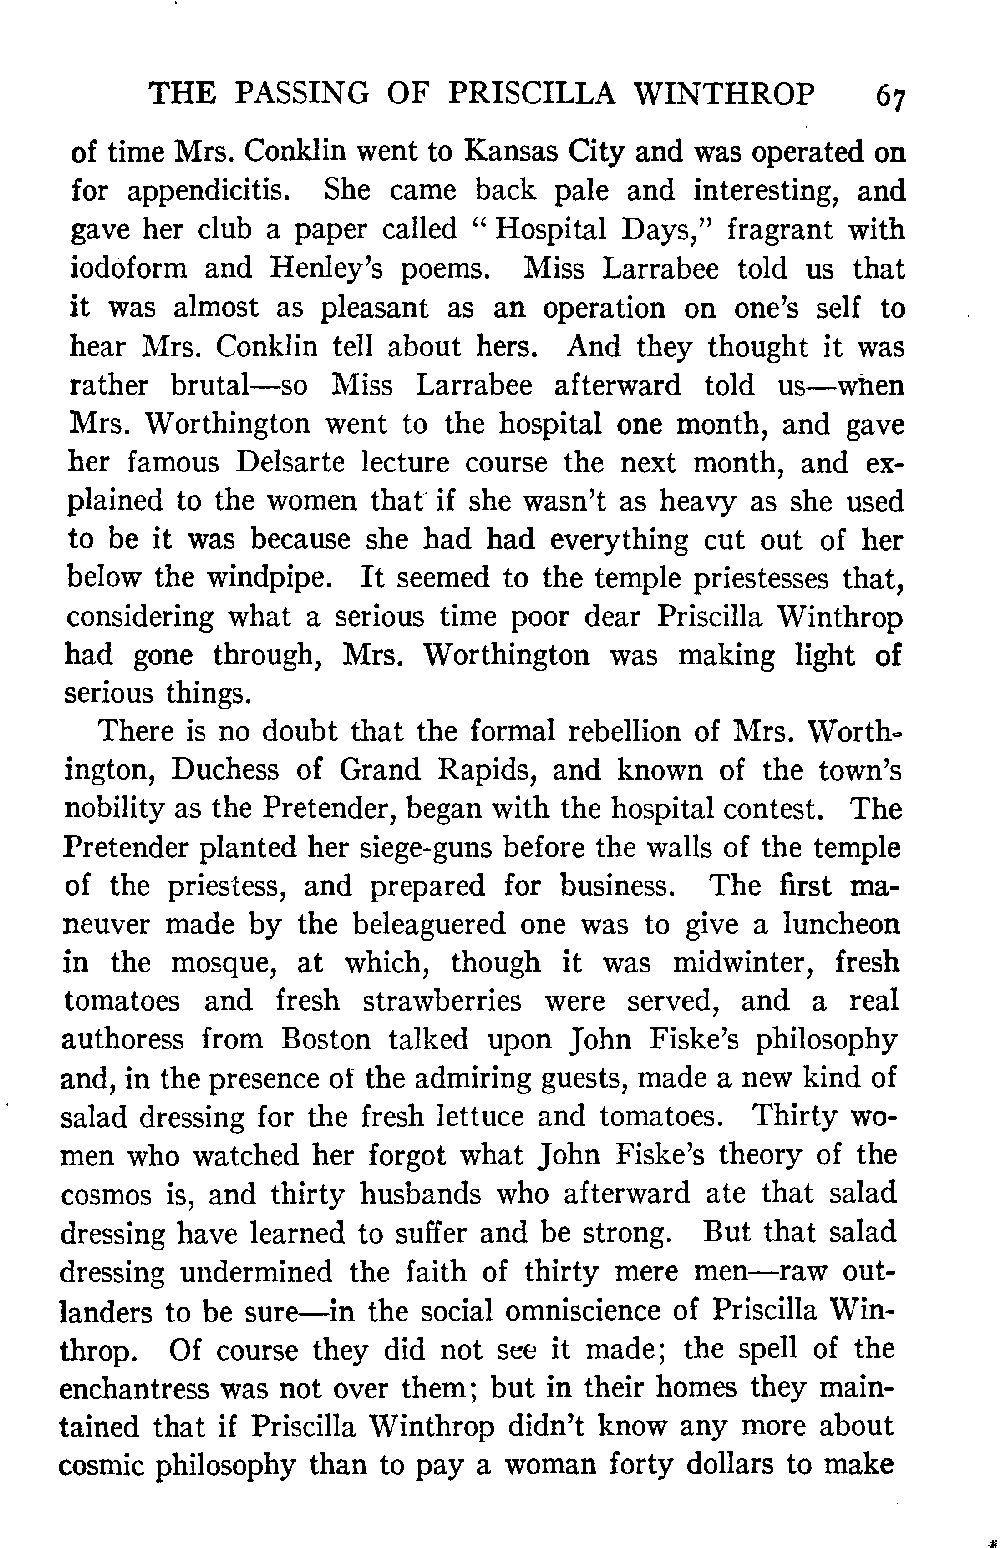 THE PASSING OF PRISCILLA WINTHROP 67
of time Mrs. Conklin went to Kansas City and was operated on
for appendicitis. She came back pale and interesting, and
gave her club a paper called “ Hospital Days,” fragrant with
iodoform and Henley’s poems. Miss Larrabee told us that
it was almost as pleasant as an operation on one’s self to
hear Mrs. Conklin tell about hers. And they thought it was
rather brutal—so Miss Larrabee afterward told us—when
Mrs. Worthington went to the hospital one month, and gave
her famous Delsarte lecture course the next month, and ex-
plained to the women that if she wasn’t as heavy as she used
to be it was because she had had everything cut out of her
below the windpipe. It seemed to the temple priestesses that,
considering what a serious time poor dear Priscilla Winthrop
had gone through, Mrs. Worthington was making light of
serious things.
There is no doubt that the formal rebellion of Mrs. Worth-
ington, Duchess of Grand Rapids, and known of the town’s
nobility as the Pretender, began with the hospital contest. The
Pretender planted her siege-guns before the walls of the temple
of the priestess, and prepared for business. The first ma-
neuver made by the beleaguered one was to give a luncheon
in the mosque, at which, though it was midwinter, fresh
tomatoes and fresh strawberries were served, and a real
authoress from Boston talked upon John Fiske’s philosophy
and, in the presence of the admiring guests, made a new kind of
salad dressing for the fresh lettuce and tomatoes. Thirty wo-
men who watched her forgot what John Fiske’s theory of the
cosmos is, and thirty husbands who afterward ate that salad
dressing have learned to suffer and be strong. But that salad
dressing undermined the faith of thirty mere men—raw out-
landers to be sure—in the social omniscience of Priscilla Win-
throp. Of course they did not see it made; the spell of the
enchantress was not over them; but in their homes they main-
tained that if Priscilla Winthrop didn’t know any more about
cosmic philosophy than to pay a woman forty dollars to make